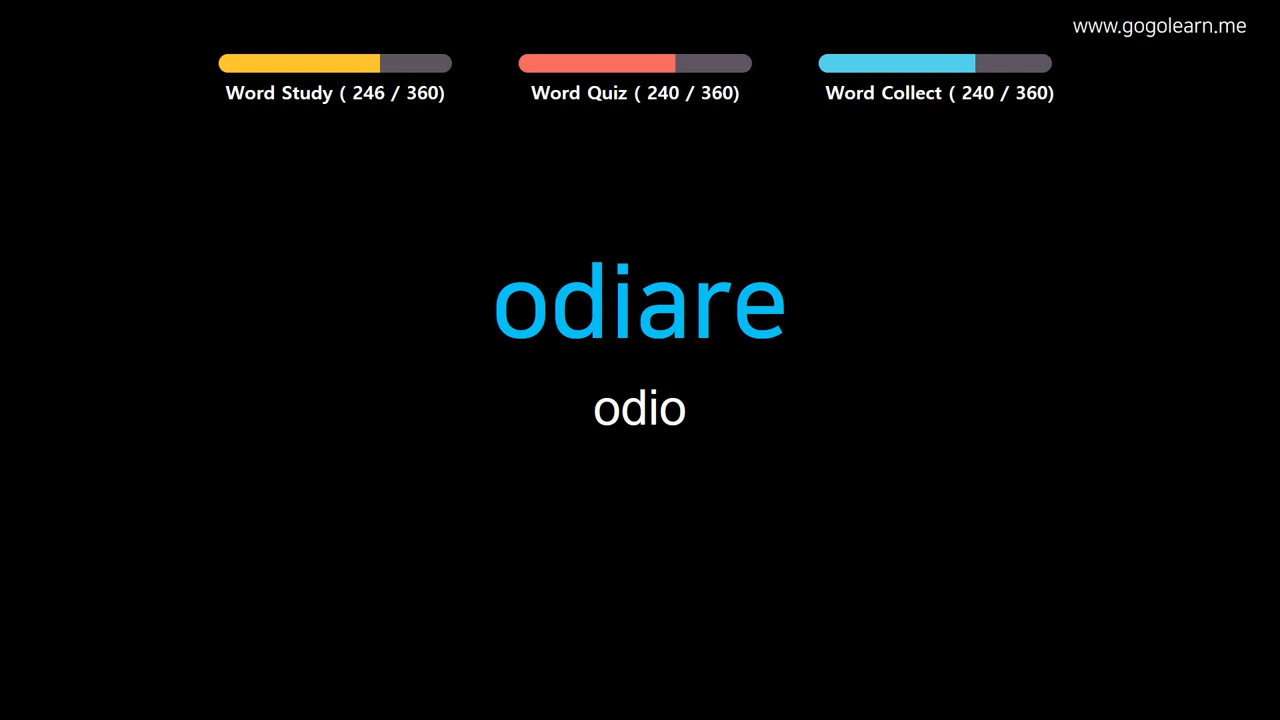 www.gogolearn.me
Word Study ( 246 / 360)
Word Quiz ( 240 / 360)
Word Collect ( 240 / 360)
odiare
odio